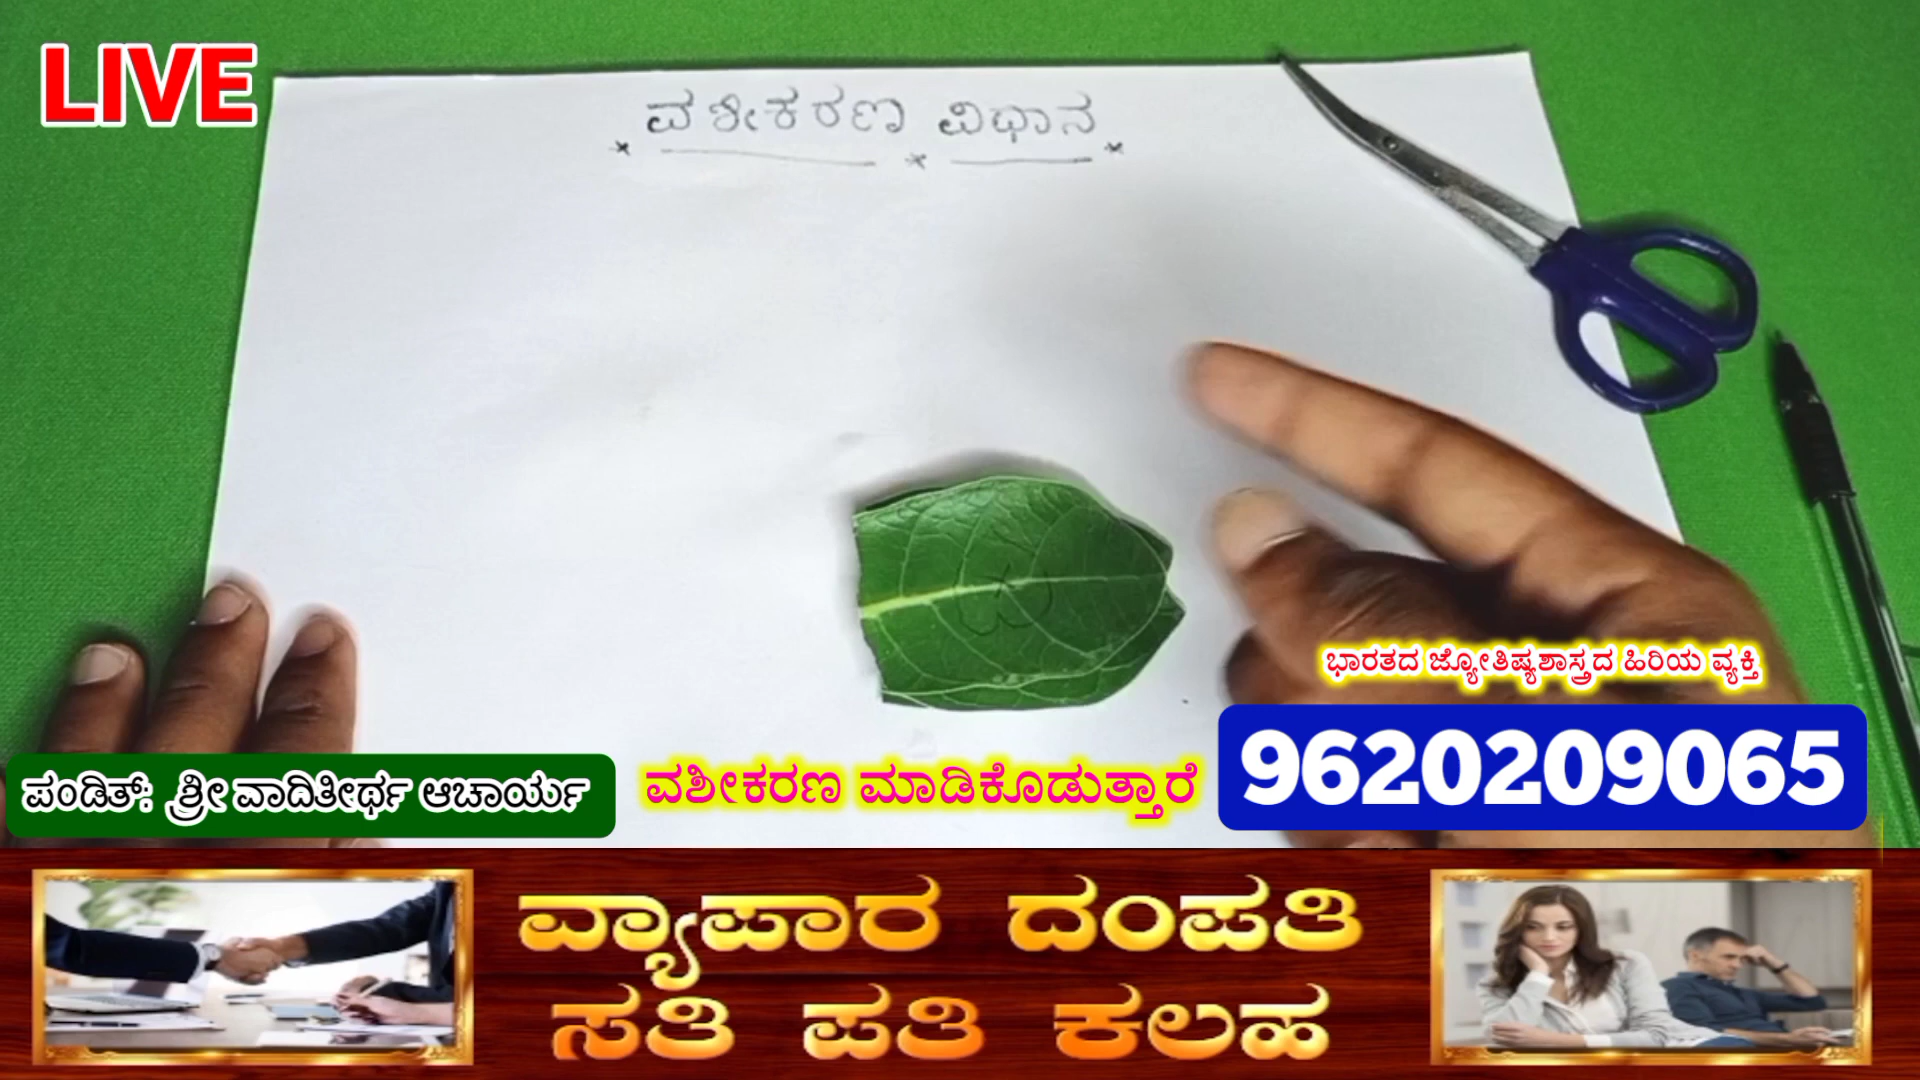 LIVE
ವಶೀಕರಣ ವಿಧಾನ
ಭಾರತದ ಜ್ಯೋತಿಷ್ಯಶಾಸ್ತ್ರದ ಹಿರಿಯ ವ್ಯಕ್ತಿ
ಪಂಡಿತ್: ಶ್ರೀ ವಾದಿತೀರ್ಥ ಆಚಾರ್ಯ
ವಶೀಕರಣ ಮಾಡಿಕೊಡುತ್ತಾರೆ
9620209065
ವ್ಯಾಪಾರ ದಂಪತಿ
ಸತಿ ಪತಿ ಕಲಹ